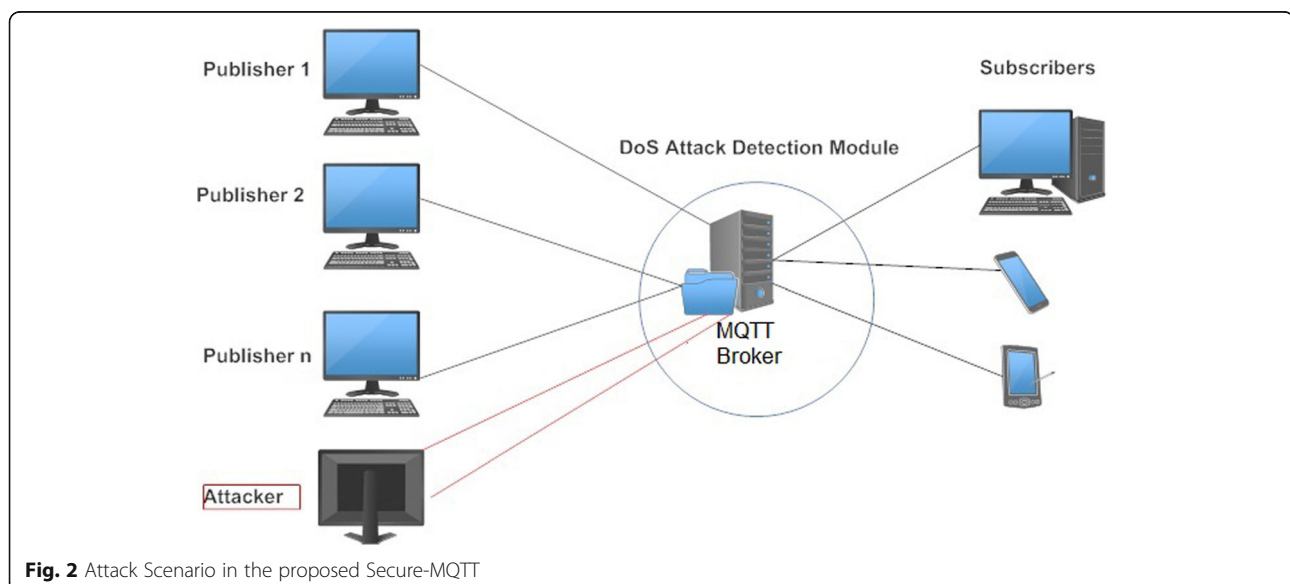 Publisher 1
Subscribers
DoS Attack Detection Module
Publisher 2
MQTT
Broker
Publisher n
Attacker
Fig. 2 Attack Scenario in the proposed Secure-MQTT